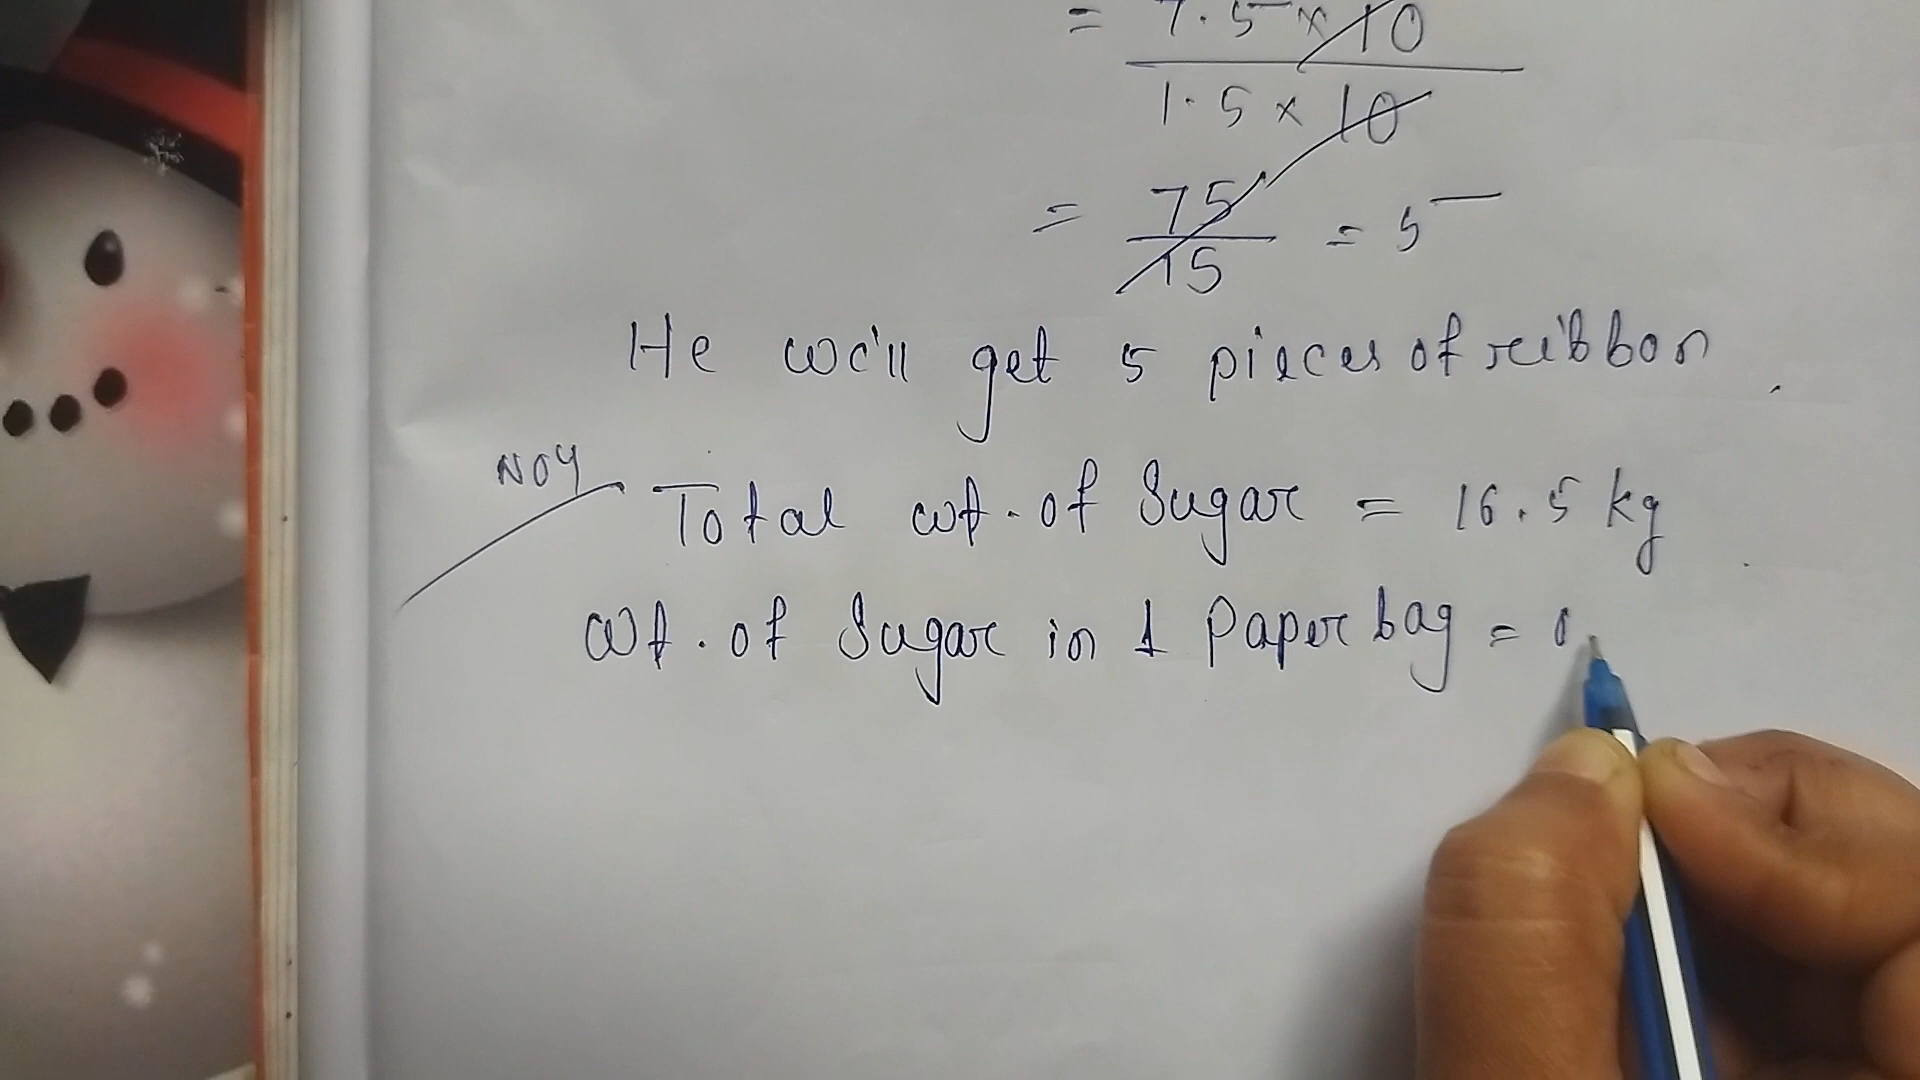 = 7.5 × 10
1.5 × 10
= 75 = 5
15
He will get 5 pieces of ribbon.
No4 Total wt. of Sugar = 16.5 kg
Wt. of Sugar in 1 Paper bag = 0.